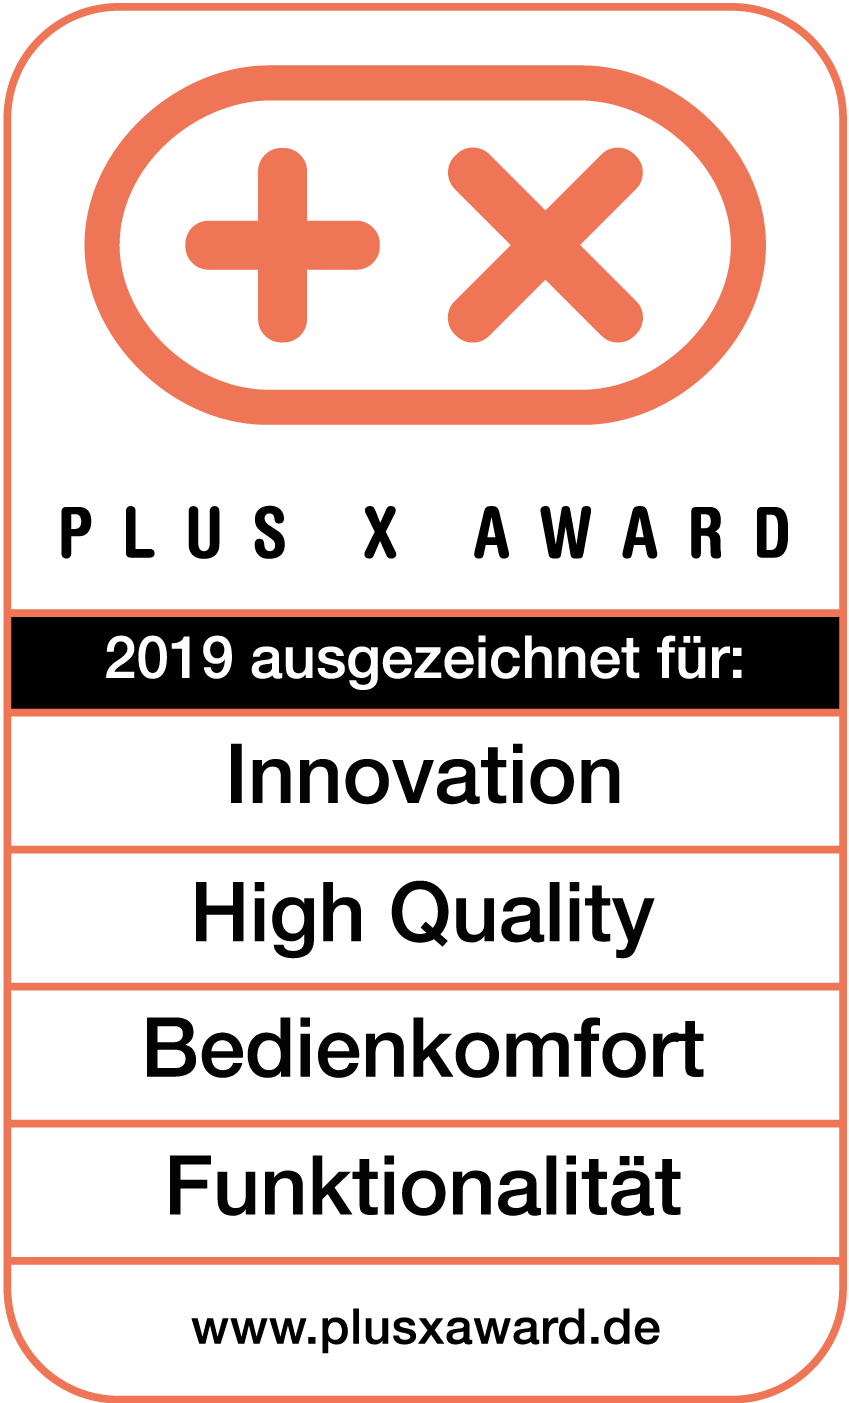 PLUS X AWARD
2019 ausgezeichnet für:
Innovation
High Quality
Bedienkomfort
Funktionalität
www.plusxaward.de